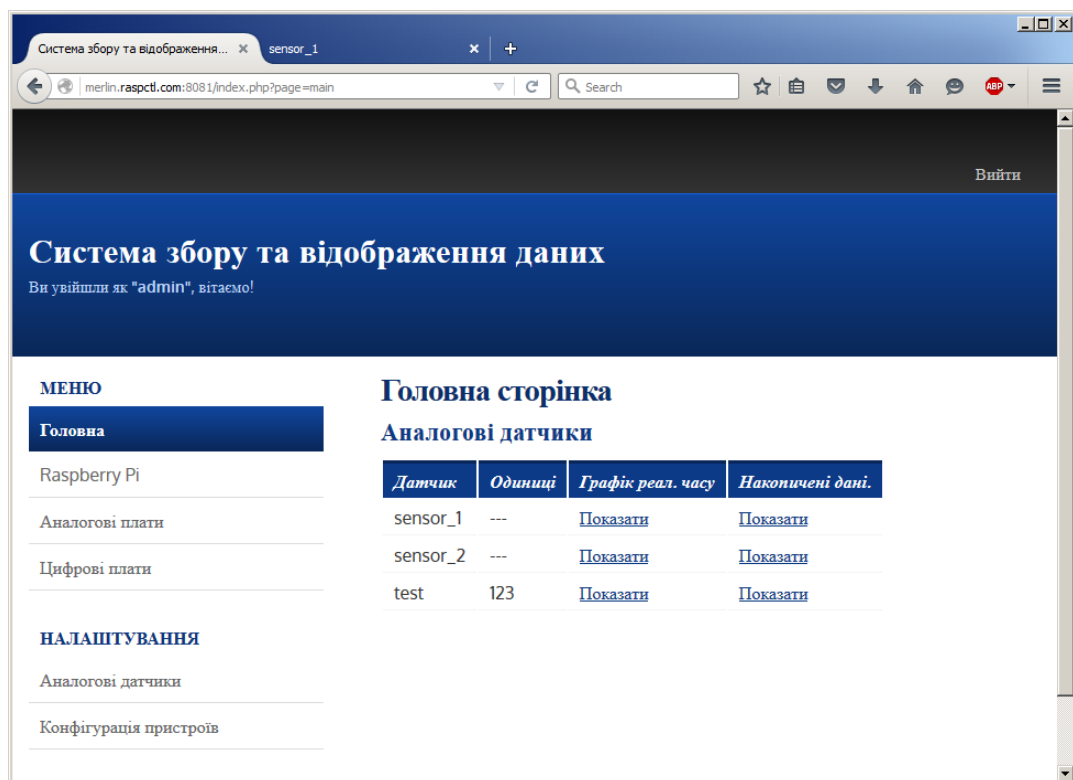 Система збору та відображення...
sensor_1
merlin.raspctl.com:8081/index.php?page=main
Search
ABP
Вийти
Система збору та відображення даних
Ви увійшли як "admin", вітаємо!
МЕНЮ
Головна
Raspberry Pi
Аналогові плати
Цифрові плати
НАЛАШТУВАННЯ
Аналогові датчики
Конфігурація пристроїв
Головна сторінка
Аналогові датчики
Датчик Одиниці Графік реал. часу Накопичені дані.
sensor_1 --- Показати Показати
sensor_2 --- Показати Показати
test 123 Показати Показати